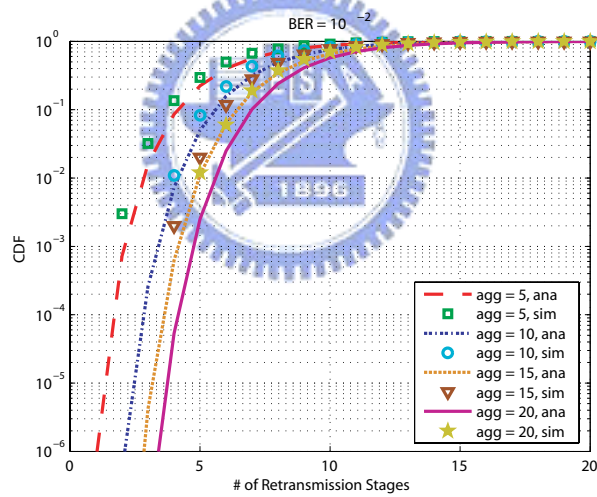 BER = 10 ⁻²
10⁰
10⁻¹
10⁻²
10⁻³
10⁻⁴
10⁻⁵
10⁻⁶
CDF
1896
agg = 5, ana
agg = 5, sim
agg = 10, ana
agg = 10, sim
agg = 15, ana
agg = 15, sim
agg = 20, ana
agg = 20, sim
0 5 10 15 20
# of Retransmission Stages